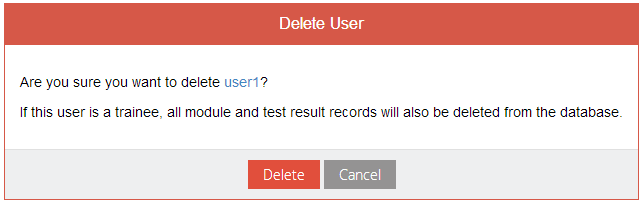 Delete User
Are you sure you want to delete user1?
If this user is a trainee, all module and test result records will also be deleted from the database.
Delete Cancel